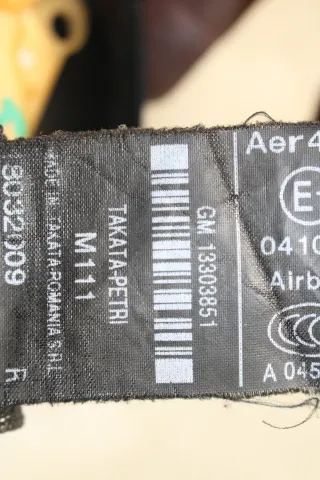 Aer4
E
0410
Airb
A 045
GM 13303851
TAKATA-PETRI
M111
MADE IN TAKATA-ROMANIA S.R.L
8032009
R